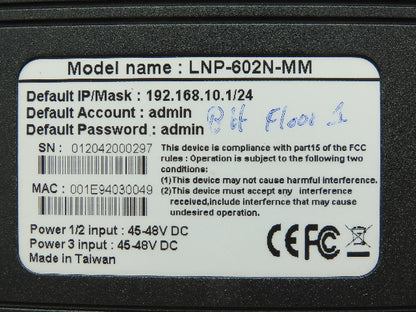 Model name : LNP-602N-MM
Default IP/Mask : 192.168.10.1/24
Default Account : admin
Default Password : admin
BH Floor 1
SN : 012042000297
MAC : 001E94030049
This device is compliance with part15 of the FCC
rules : Operation is subject to the following two
conditions:
(1)This device may not cause harmful interference.
(2)This device must accept any interference
received,include interfernce that may cause
undesired operation.
Power 1/2 input : 45-48V DC
Power 3 input : 45-48V DC
Made in Taiwan
CE FC